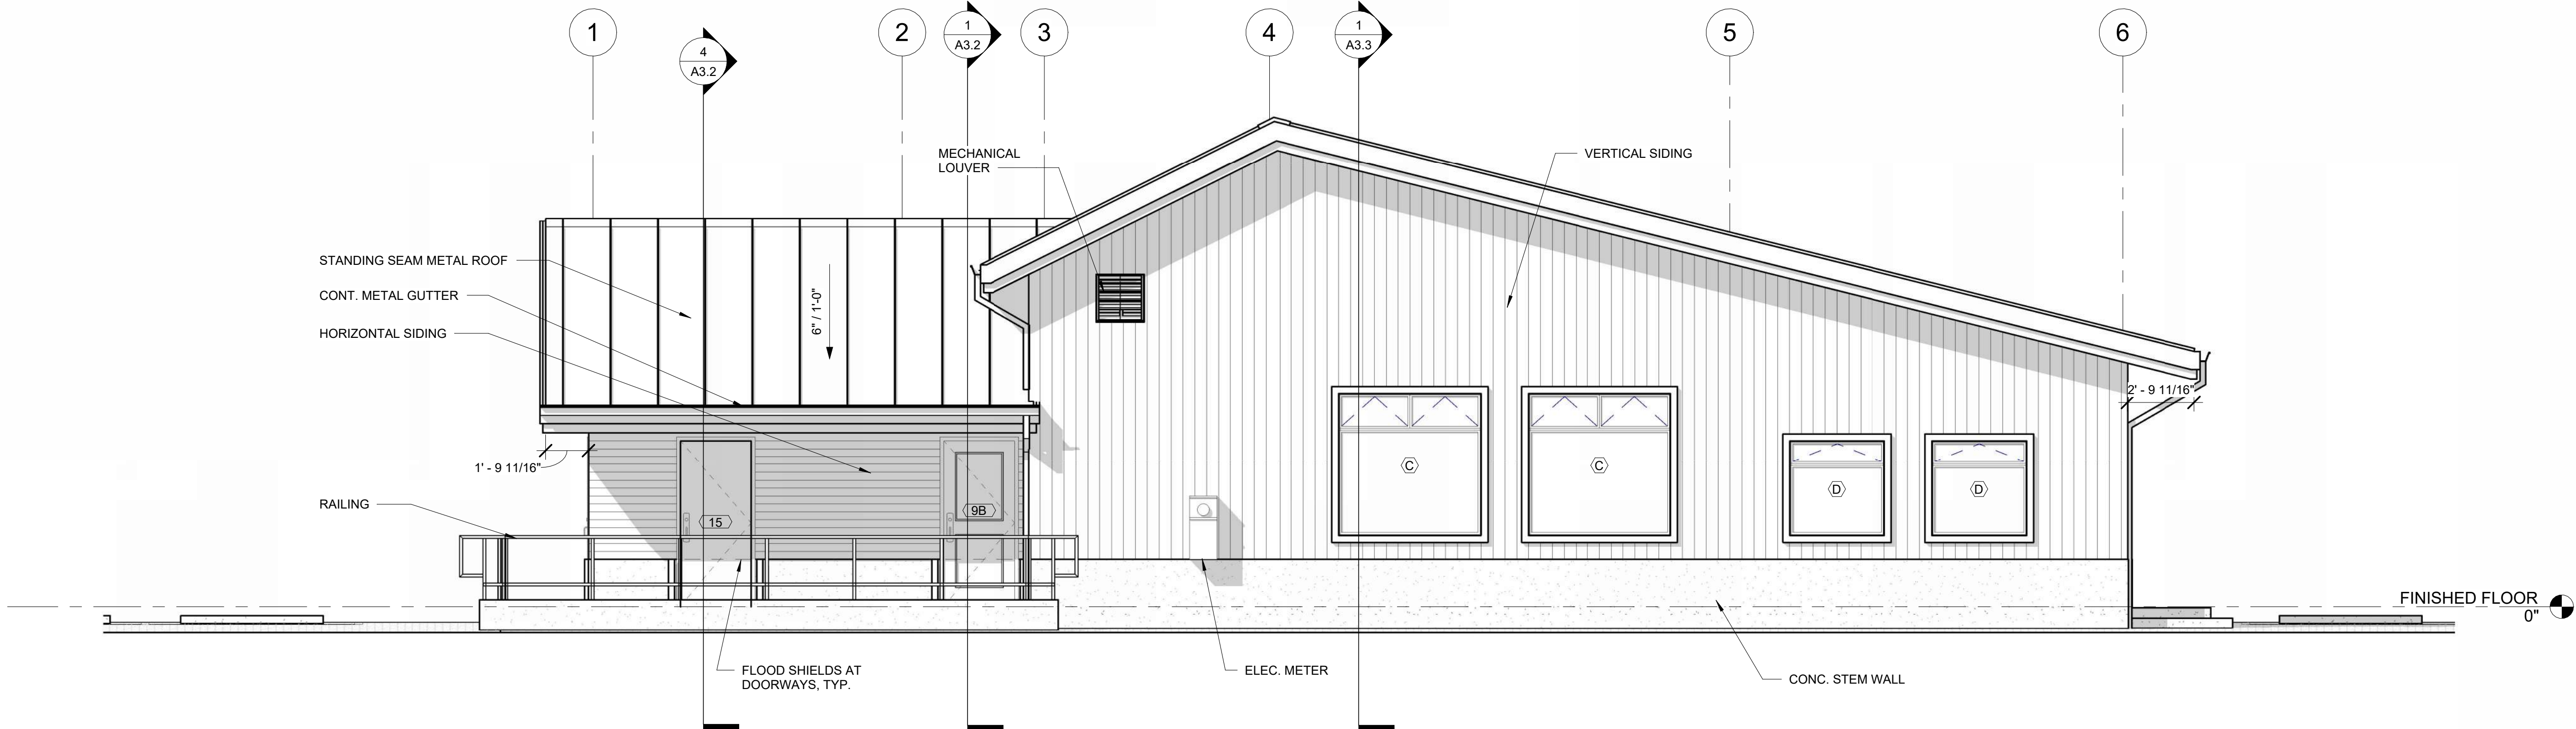 1
4
A3.2
2
1
A3.2
3
4
1
A3.3
5
6
MECHANICAL
LOUVER
VERTICAL SIDING
STANDING SEAM METAL ROOF
CONT. METAL GUTTER
HORIZONTAL SIDING
6" / 1'-0"
2' - 9 11/16"
1' - 9 11/16"
C
C
D
D
RAILING
15
9B
FINISHED FLOOR
0"
FLOOD SHIELDS AT
DOORWAYS, TYP.
ELEC. METER
CONC. STEM WALL